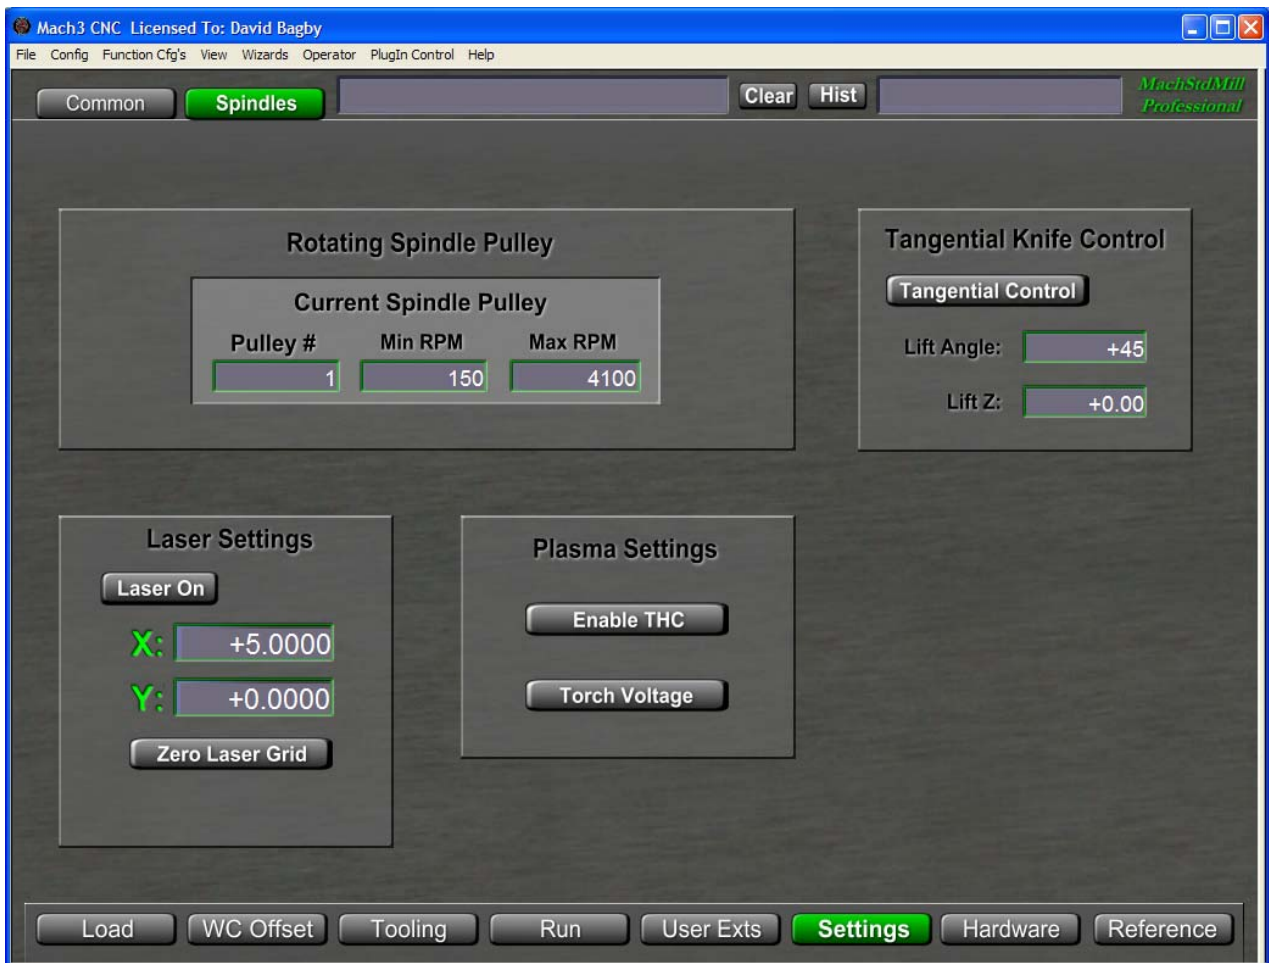 Mach3 CNC Licensed To: David Bagby
File Config Function Cfg's View Wizards Operator PlugIn Control Help
Common Spindles Clear Hist MachStdMill
Professional
Rotating Spindle Pulley
Current Spindle Pulley
Pulley # Min RPM Max RPM
1 150 4100
Tangential Knife Control
Tangential Control
Lift Angle: +45
Lift Z: +0.00
Laser Settings
Laser On
X: +5.0000
Y: +0.0000
Zero Laser Grid
Plasma Settings
Enable THC
Torch Voltage
Load WC Offset Tooling Run User Exts Settings Hardware Reference